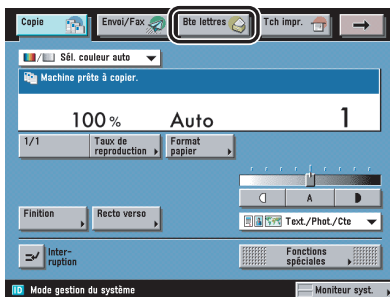 Copie
Envoi/Fax
Bte lettres
Tch impr.
Sél. couleur auto
Machine prête à copier.
100 % Auto 1
1/1
Taux de
reproduction
Format
papier
A
Finition
Recto verso
Text./Phot./Cte
Inter-
ruption
Fonctions
spéciales
ID Mode gestion du système
Moniteur syst.